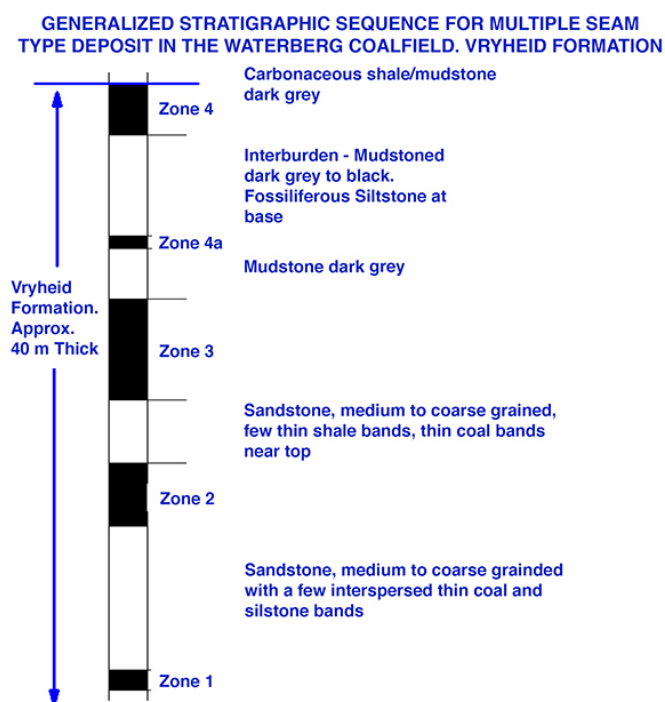 GENERALIZED STRATIGRAPHIC SEQUENCE FOR MULTIPLE SEAM
TYPE DEPOSIT IN THE WATERBERG COALFIELD. VRYHEID FORMATION
Carbonaceous shale/mudstone
dark grey
Zone 4
Interburden - Mudstoned
dark grey to black.
Fossiliferous Siltstone at
base
Zone 4a
Mudstone dark grey
Vryheid
Formation.
Approx.
40 m Thick
Zone 3
Sandstone, medium to coarse grained,
few thin shale bands, thin coal bands
near top
Zone 2
Sandstone, medium to coarse grainded
with a few interspersed thin coal and
silstone bands
Zone 1